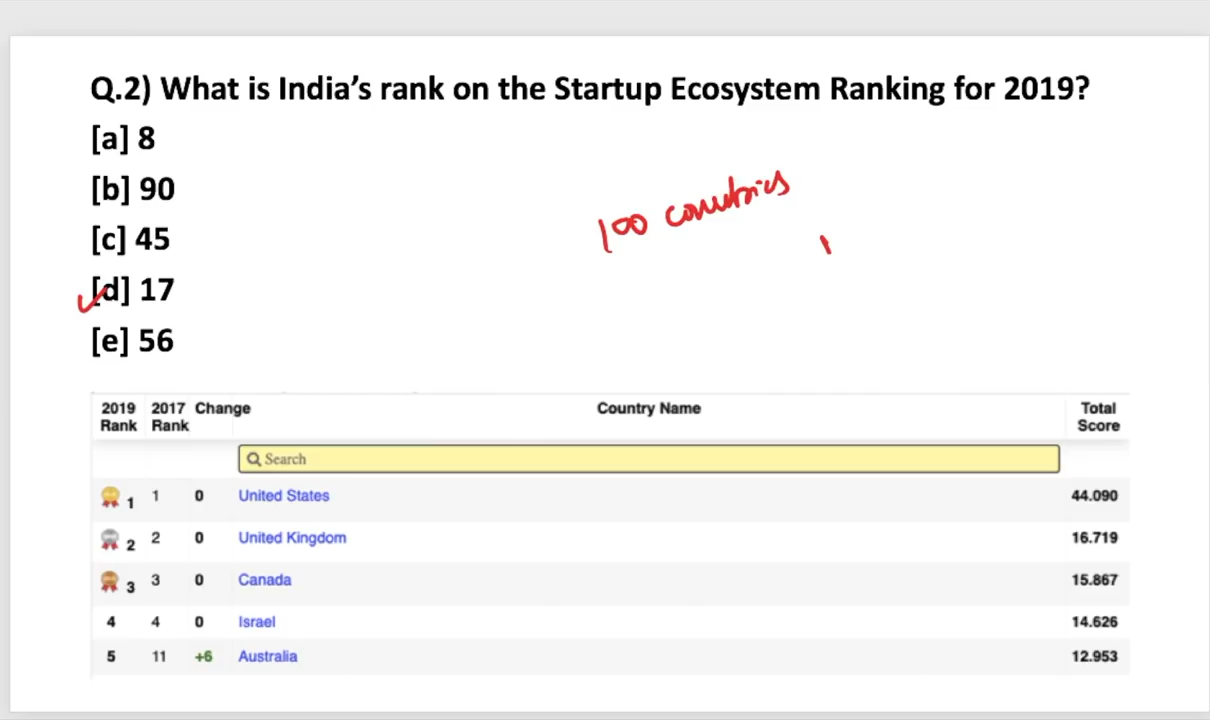 Q.2) What is India’s rank on the Startup Ecosystem Ranking for 2019?
[a] 8
[b] 90
[c] 45
[d] 17
[e] 56
100 countries
2019 Rank 2017 Rank Change Country Name Total Score
Search
1 1 0 United States 44.090
2 2 0 United Kingdom 16.719
3 3 0 Canada 15.867
4 4 0 Israel 14.626
5 11 +6 Australia 12.953